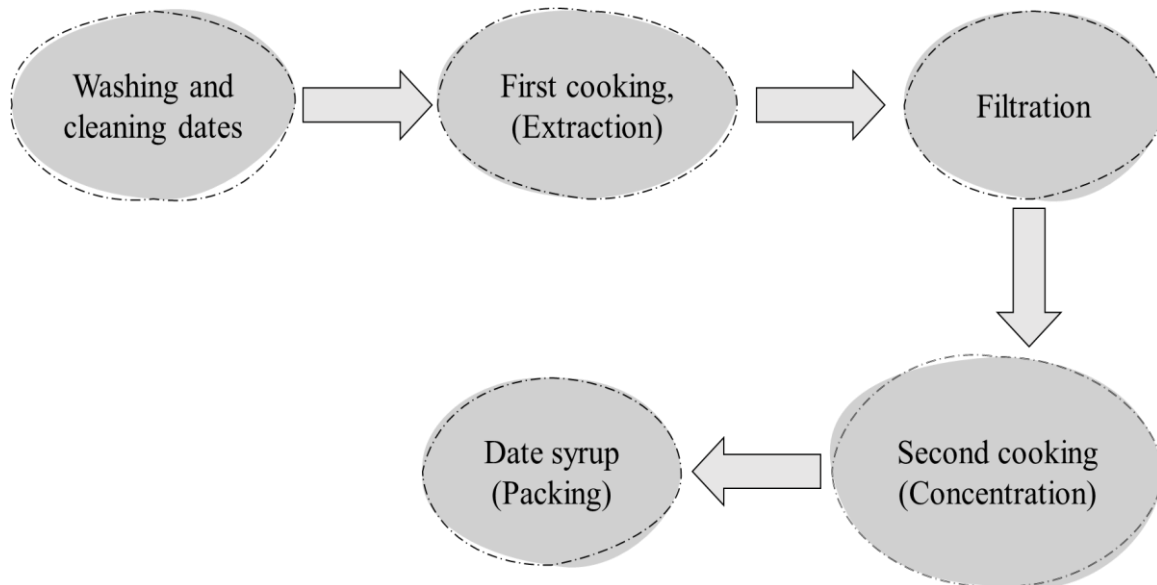 Washing and
cleaning dates
First cooking,
(Extraction)
Filtration
Second cooking
(Concentration)
Date syrup
(Packing)